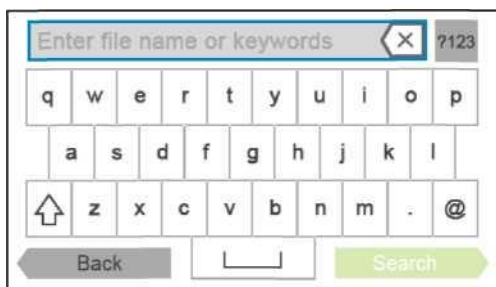 Enter file name or keywords ?123
q w e r t y u i o p
a s d f g h j k l
z x c v b n m . @
Back Search